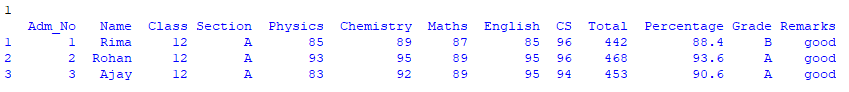 1
Adm_No Name Class Section Physics Chemistry Maths English CS Total Percentage Grade Remarks
1 1 Rima 12 A 85 89 87 85 96 442 88.4 B good
2 2 Rohan 12 A 93 95 89 95 96 468 93.6 A good
3 3 Ajay 12 A 83 92 89 95 94 453 90.6 A good